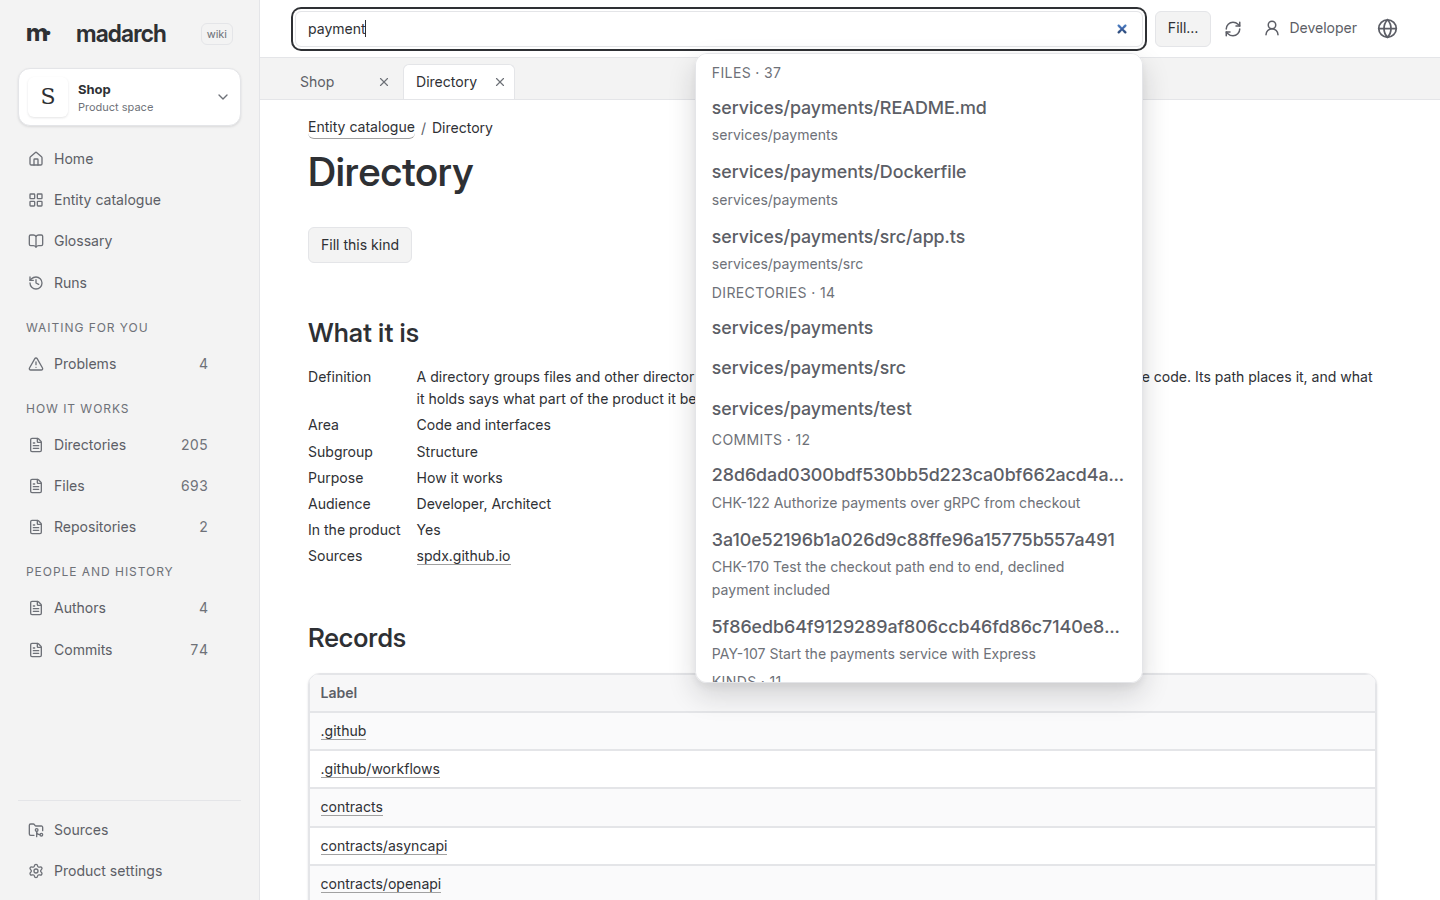 madarch
wiki
S
Shop
Product space
Home
Entity catalogue
Glossary
Runs
WAITING FOR YOU
Problems 4
HOW IT WORKS
Directories 205
Files 693
Repositories 2
PEOPLE AND HISTORY
Authors 4
Commits 74
Sources
Product settings
payment
Fill...
Developer
Shop
Directory
Entity catalogue / Directory
Directory
Fill this kind
What it is
Definition A directory groups files and other director e code. Its path places it, and what
it holds says what part of the product it be
Area Code and interfaces
Subgroup Structure
Purpose How it works
Audience Developer, Architect
In the product Yes
Sources spdx.github.io
Records
Label
.github
.github/workflows
contracts
contracts/asyncapi
contracts/openapi
FILES · 37
services/payments/README.md
services/payments
services/payments/Dockerfile
services/payments
services/payments/src/app.ts
services/payments/src
DIRECTORIES · 14
services/payments
services/payments/src
services/payments/test
COMMITS · 12
28d6dad0300bdf530bb5d223ca0bf662acd4a...
CHK-122 Authorize payments over gRPC from checkout
3a10e52196b1a026d9c88ffe96a15775b557a491
CHK-170 Test the checkout path end to end, declined
payment included
5f86edb64f9129289af806ccb46fd86c7140e8...
PAY-107 Start the payments service with Express
KINDS · 11